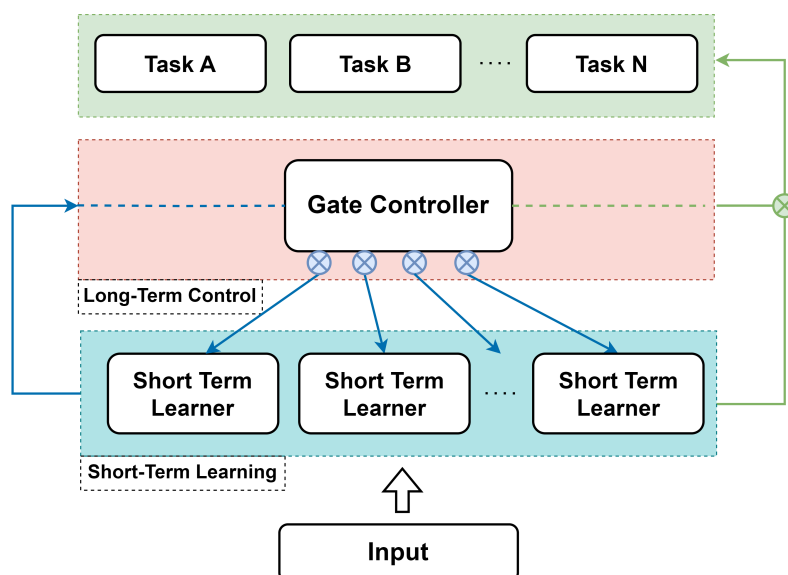 Task A
Task B
....
Task N
Gate Controller
Long-Term Control
Short Term
Learner
Short Term
Learner
....
Short Term
Learner
Short-Term Learning
Input